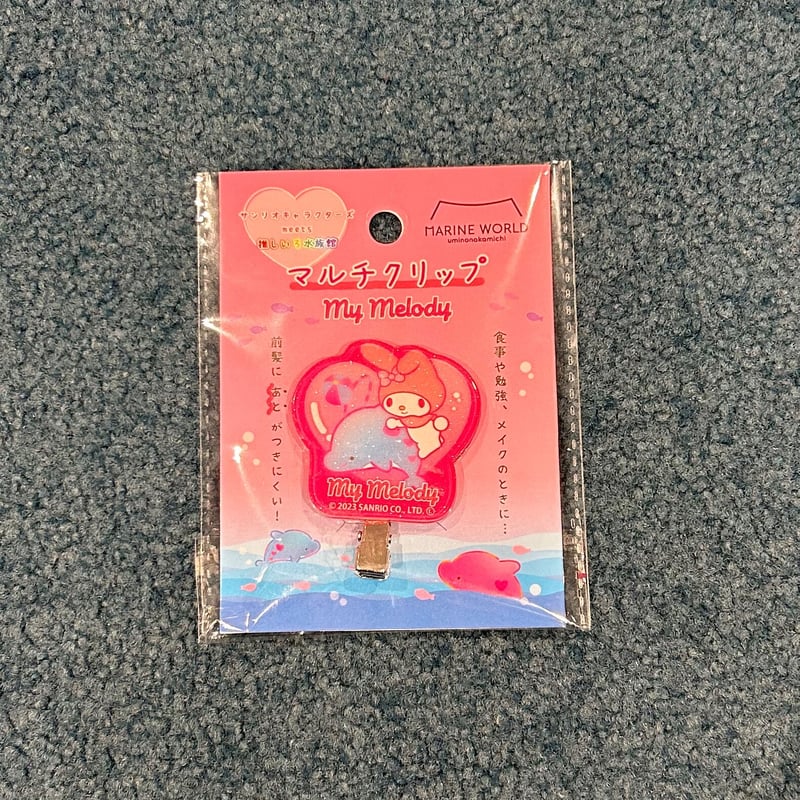 サンリオキャラクターズ
meets
推しいろ水族館
MARINE WORLD
uminonakamichi
マルチクリップ
My Melody
食事や勉強、メイクのときに…
前髪にあとがつきにくい!
My Melody
© 2023 SANRIO CO., LTD. Ⓛ